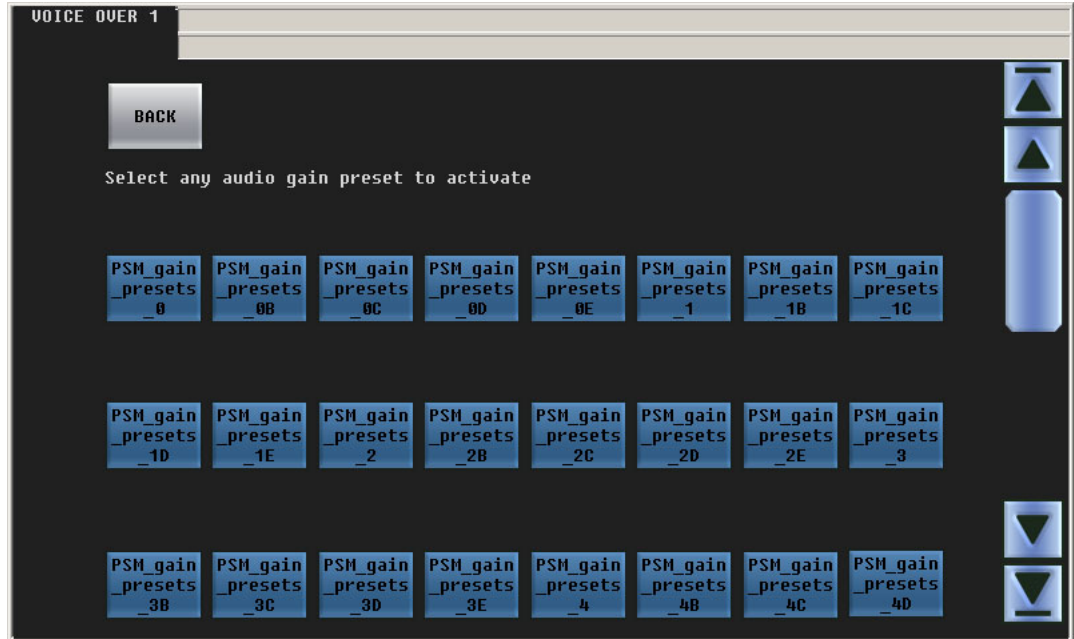 VOICE OVER 1
BACK
Select any audio gain preset to activate
PSM_gain PSM_gain PSM_gain PSM_gain PSM_gain PSM_gain PSM_gain PSM_gain
_presets _presets _presets _presets _presets _presets _presets _presets
_0 _0B _0C _0D _0E _1 _1B _1C
PSM_gain PSM_gain PSM_gain PSM_gain PSM_gain PSM_gain PSM_gain PSM_gain
_presets _presets _presets _presets _presets _presets _presets _presets
_1D _1E _2 _2B _2C _2D _2E _3
PSM_gain PSM_gain PSM_gain PSM_gain PSM_gain PSM_gain PSM_gain PSM_gain
_presets _presets _presets _presets _presets _presets _presets _presets
_3B _3C _3D _3E _4 _4B _4C _4D